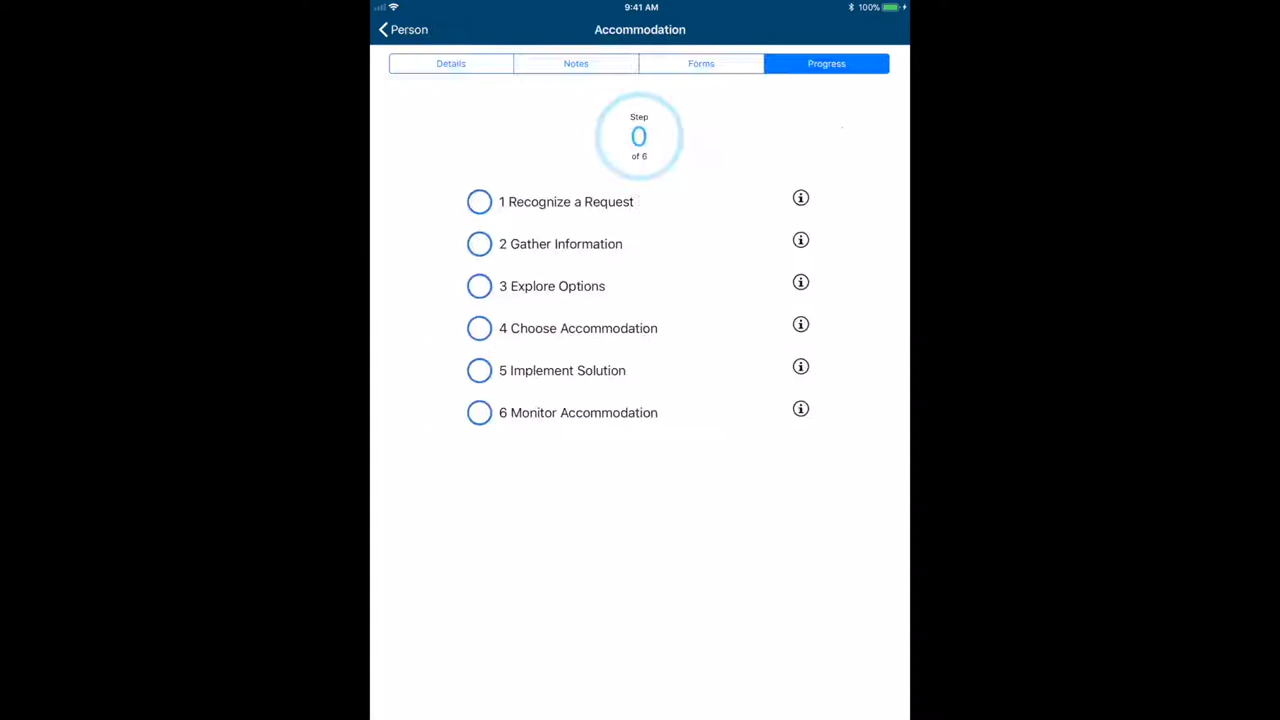 9:41 AM
100%
Person
Accommodation
Details
Notes
Forms
Progress
Step
0
of 6
1 Recognize a Request
2 Gather Information
3 Explore Options
4 Choose Accommodation
5 Implement Solution
6 Monitor Accommodation